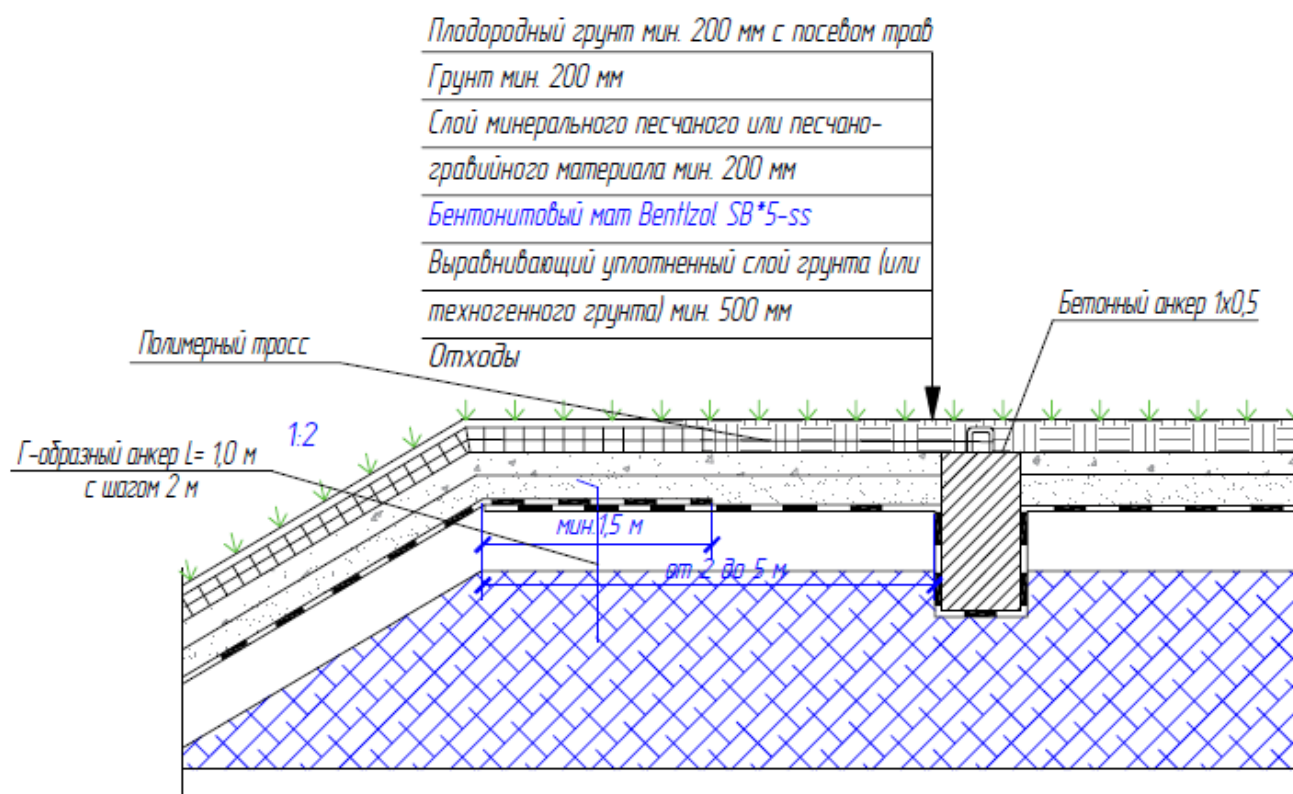 Плодородный грунт мин. 200 мм с посевом трав
Грунт мин. 200 мм
Слой минерального песчаного или песчано-
гравийного материала мин. 200 мм
Бентонитовый мат BentIzol SB*5-ss
Выравнивающий уплотненный слой грунта (или
техногенного грунта) мин. 500 мм
Отходы
Бетонный анкер 1х0,5
Полимерный тросс
1:2
Г-образный анкер L= 1,0 м
с шагом 2 м
мин.1,5 м
от 2 до 5 м